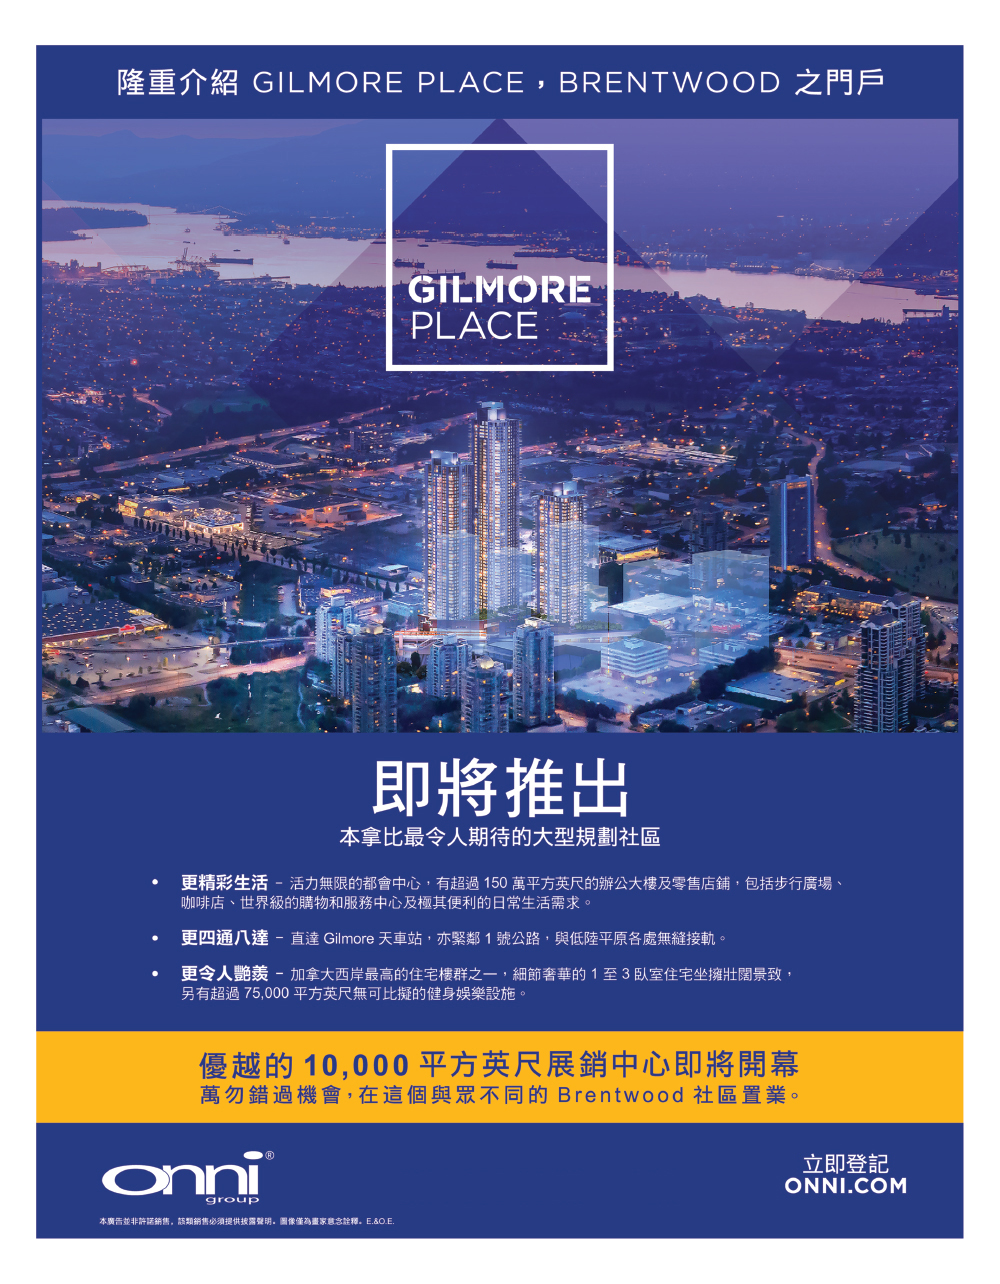 隆重介紹 GILMORE PLACE，BRENTWOOD 之門戶
GILMORE
PLACE
即將推出
本拿比最令人期待的大型規劃社區
• 更精彩生活 – 活力無限的都會中心，有超過 150 萬平方英尺的辦公大樓及零售店鋪，包括步行廣場、
咖啡店、世界級的購物和服務中心及極其便利的日常生活需求。
• 更四通八達 – 直達 Gilmore 天車站，亦緊鄰 1 號公路，與低陸平原各處無縫接軌。
• 更令人艷羨 – 加拿大西岸最高的住宅樓群之一，細節奢華的 1 至 3 臥室住宅坐擁壯闊景致，
另有超過 75,000 平方英尺無可比擬的健身娛樂設施。
優越的 10,000 平方英尺展銷中心即將開幕
萬勿錯過機會，在這個與眾不同的 Brentwood 社區置業。
onni®
group
立即登記
ONNI.COM
本廣告並非許諾銷售，該類銷售必須提供披露聲明。圖像僅為畫家意念詮釋。E.&O.E.